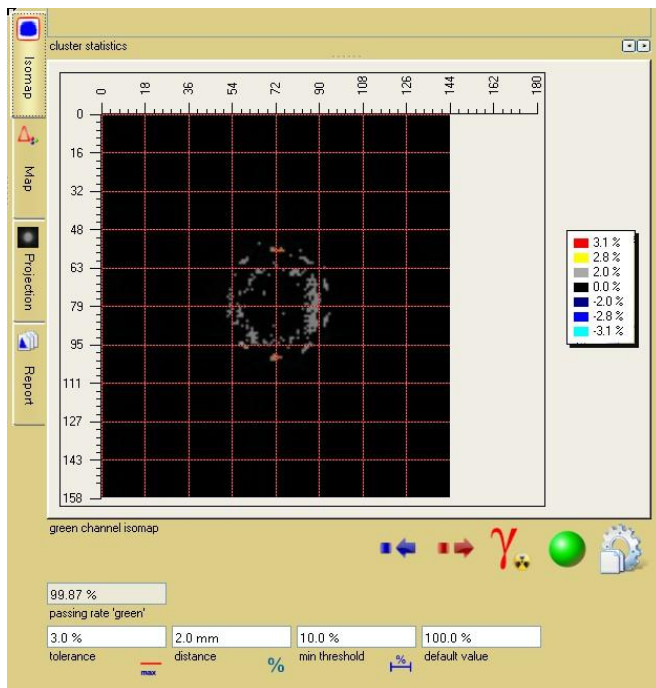 Isomap
Map
Projection
Report
cluster statistics
0 18 36 54 72 90 108 126 144 162 180
0
16
32
48
63
79
95
111
127
143
158
3.1 %
2.8 %
2.0 %
0.0 %
-2.0 %
-2.8 %
-3.1 %
green channel isomap
γ
99.87 %
passing rate 'green'
3.0 % 2.0 mm 10.0 % 100.0 %
tolerance max distance % min threshold % default value